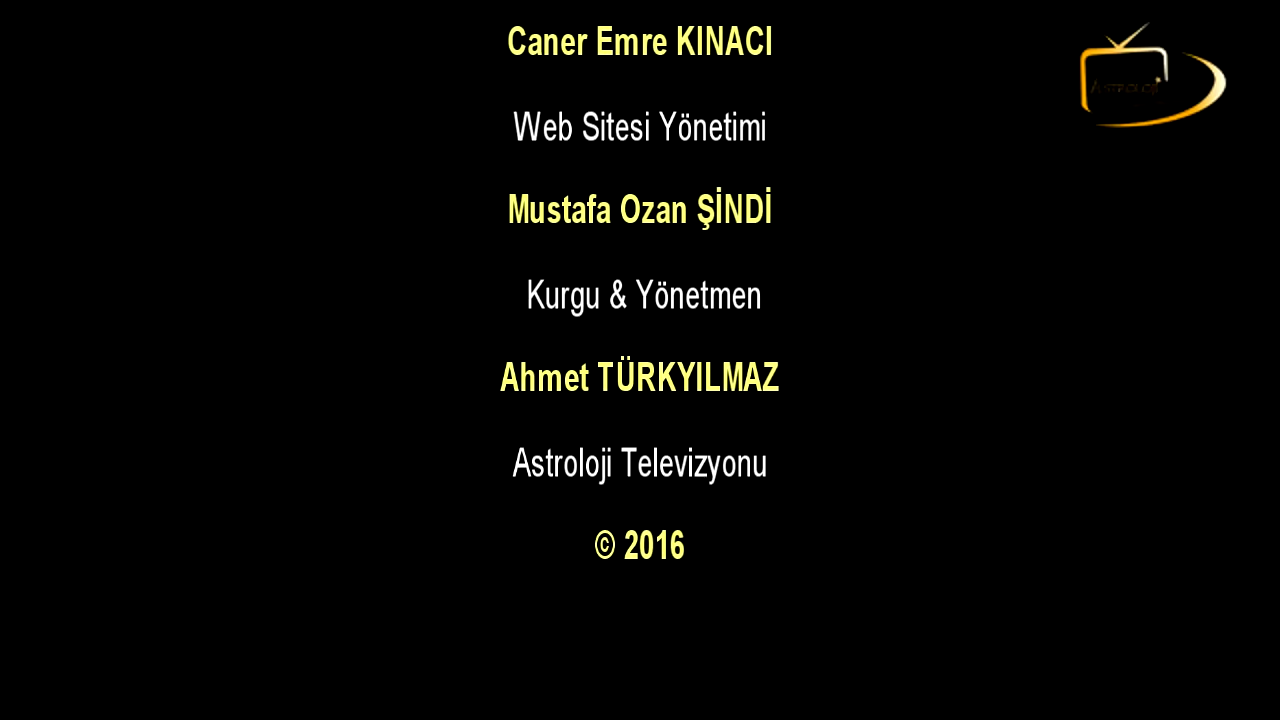 Caner Emre KINACI
Web Sitesi Yönetimi
Mustafa Ozan ŞİNDİ
Kurgu & Yönetmen
Ahmet TÜRKYILMAZ
Astroloji Televizyonu
© 2016